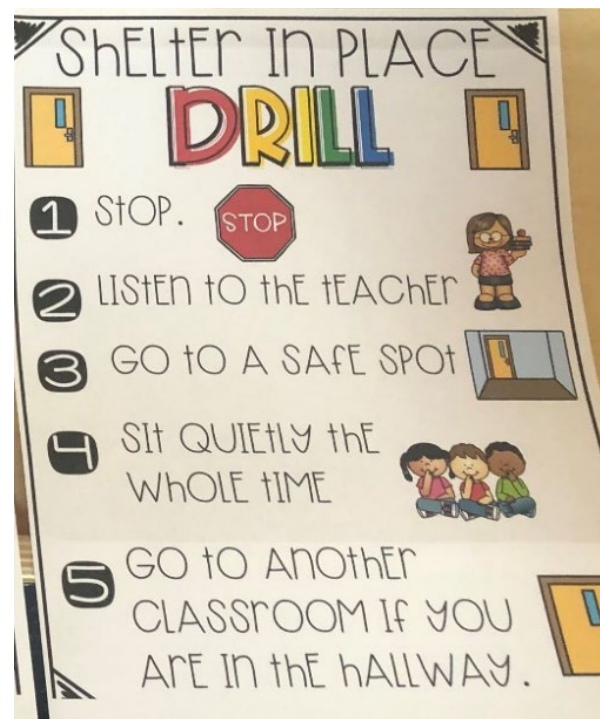 SHELTER IN PLACE
DRILL
1 STOP. STOP
2 LISTEN TO THE TEACHER
3 GO TO A SAFE SPOT
4 SIT QUIETLY THE
WHOLE TIME
5 GO TO ANOTHER
CLASSROOM IF YOU
ARE IN THE HALLWAY.